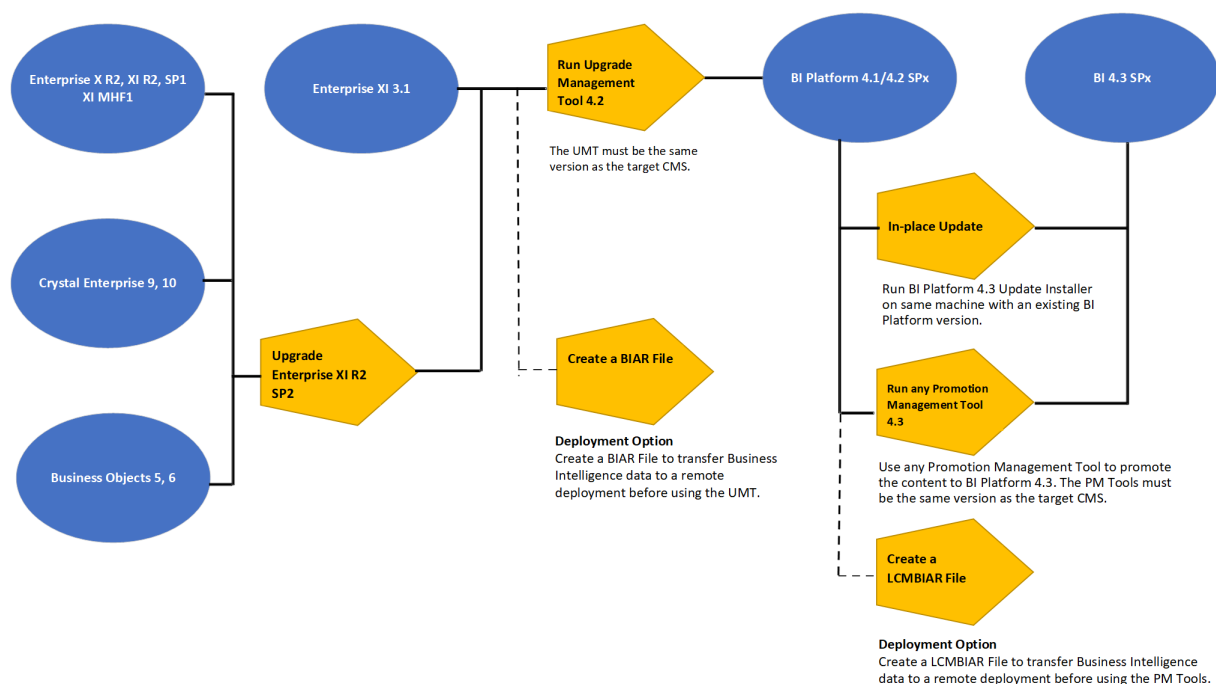 Enterprise X R2, XI R2, SP1
XI MHF1
Enterprise XI 3.1
Run Upgrade
Management
Tool 4.2
The UMT must be the same
version as the target CMS.
BI Platform 4.1/4.2 SPx
BI 4.3 SPx
In-place Update
Run BI Platform 4.3 Update Installer
on same machine with an existing BI
Platform version.
Crystal Enterprise 9, 10
Upgrade
Enterprise XI R2
SP2
Create a BIAR File
Deployment Option
Create a BIAR File to transfer Business
Intelligence data to a remote
deployment before using the UMT.
Run any Promotion
Management Tool
4.3
Use any Promotion Management Tool to promote
the content to BI Platform 4.3. The PM Tools must
be the same version as the target CMS.
Business Objects 5, 6
Create a
LCMBIAR File
Deployment Option
Create a LCMBIAR File to transfer Business Intelligence
data to a remote deployment before using the PM Tools.